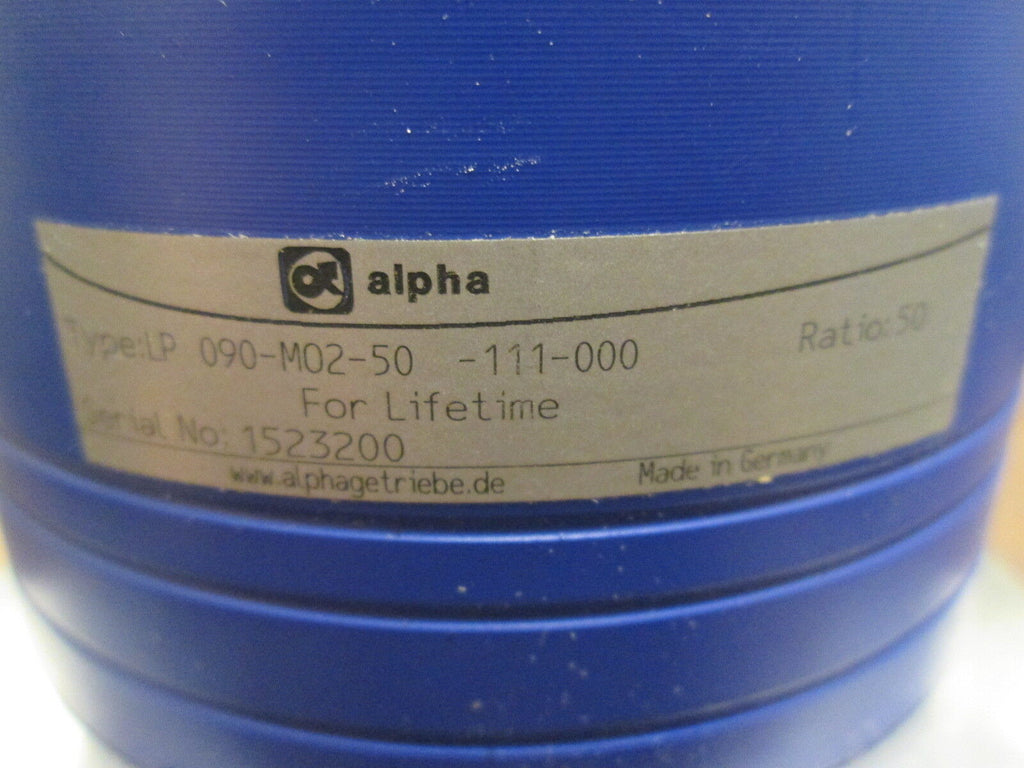 alpha
Type:LP 090-M02-50 -111-000 Ratio:50
For Lifetime
Serial No: 1523200
www.alphagetriebe.de Made in Germany